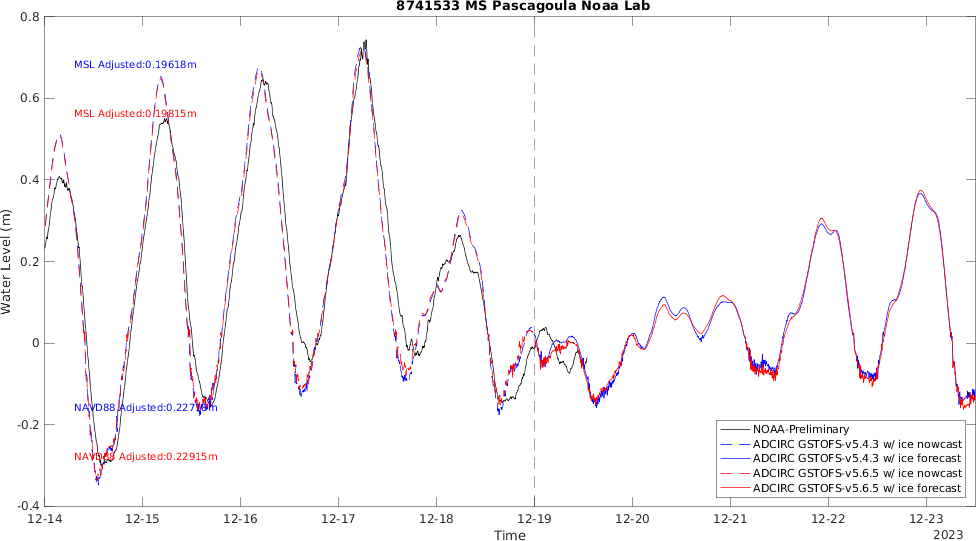 8741533 MS Pascagoula Noaa Lab
0.8
0.6
0.4
0.2
0
-0.2
-0.4
Water Level (m)
MSL Adjusted:0.19618m
MSL Adjusted:0.19815m
NAVD88 Adjusted:0.22719m
NAVD88 Adjusted:0.22915m
NOAA-Preliminary
ADCIRC GSTOFS-v5.4.3 w/ ice nowcast
ADCIRC GSTOFS-v5.4.3 w/ ice forecast
ADCIRC GSTOFS-v5.6.5 w/ ice nowcast
ADCIRC GSTOFS-v5.6.5 w/ ice forecast
12-14 12-15 12-16 12-17 12-18 12-19 12-20 12-21 12-22 12-23
Time
2023